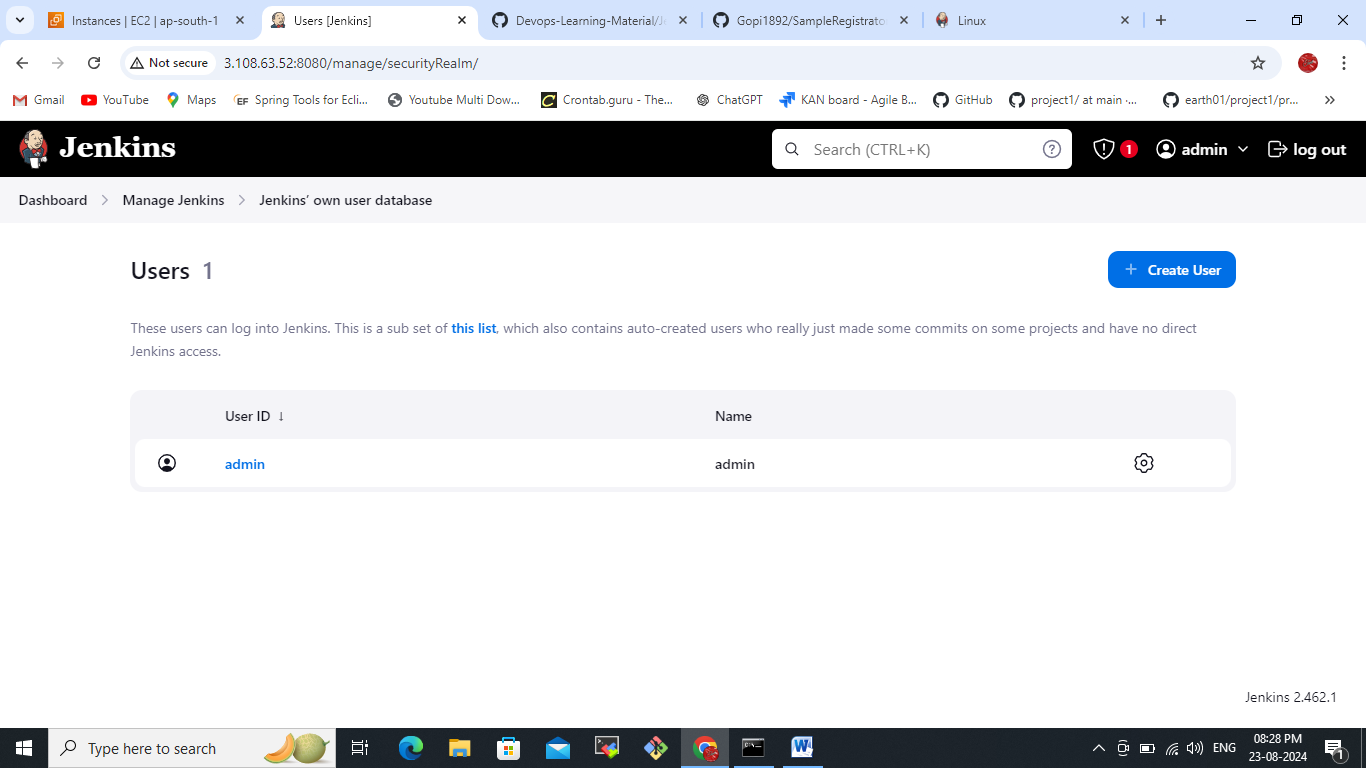 Instances | EC2 | ap-south-1
Users [Jenkins]
Devops-Learning-Material/Je
Gopi1892/SampleRegistrato
Linux
Not secure
3.108.63.52:8080/manage/securityRealm/
Gmail
YouTube
Maps
Spring Tools for Ecli...
Youtube Multi Dow...
Crontab.guru - The...
ChatGPT
KAN board - Agile B...
GitHub
project1/ at main ·...
earth01/project1/pr...
Jenkins
Search (CTRL+K)
1
admin
log out
Dashboard
Manage Jenkins
Jenkins’ own user database
Users 1
+ Create User
These users can log into Jenkins. This is a sub set of this list, which also contains auto-created users who really just made some commits on some projects and have no direct
Jenkins access.
User ID ↓
Name
admin
admin
Jenkins 2.462.1
Type here to search
ENG
08:28 PM
23-08-2024
1